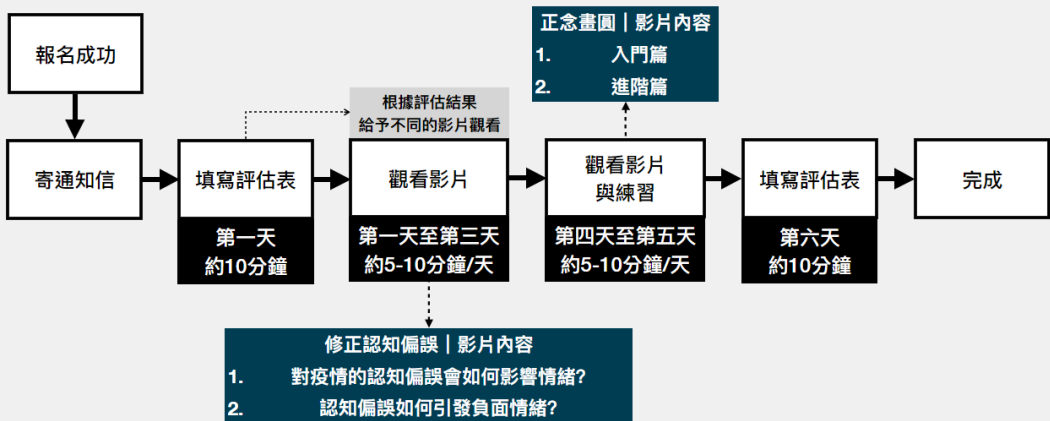 報名成功
寄通知信
填寫評估表
第一天
約10分鐘
根據評估結果
給予不同的影片觀看
觀看影片
第一天至第三天
約5-10分鐘/天
修正認知偏誤｜影片內容
1. 對疫情的認知偏誤會如何影響情緒?
2. 認知偏誤如何引發負面情緒?
正念畫圓｜影片內容
1. 入門篇
2. 進階篇
觀看影片
與練習
第四天至第五天
約5-10分鐘/天
填寫評估表
第六天
約10分鐘
完成